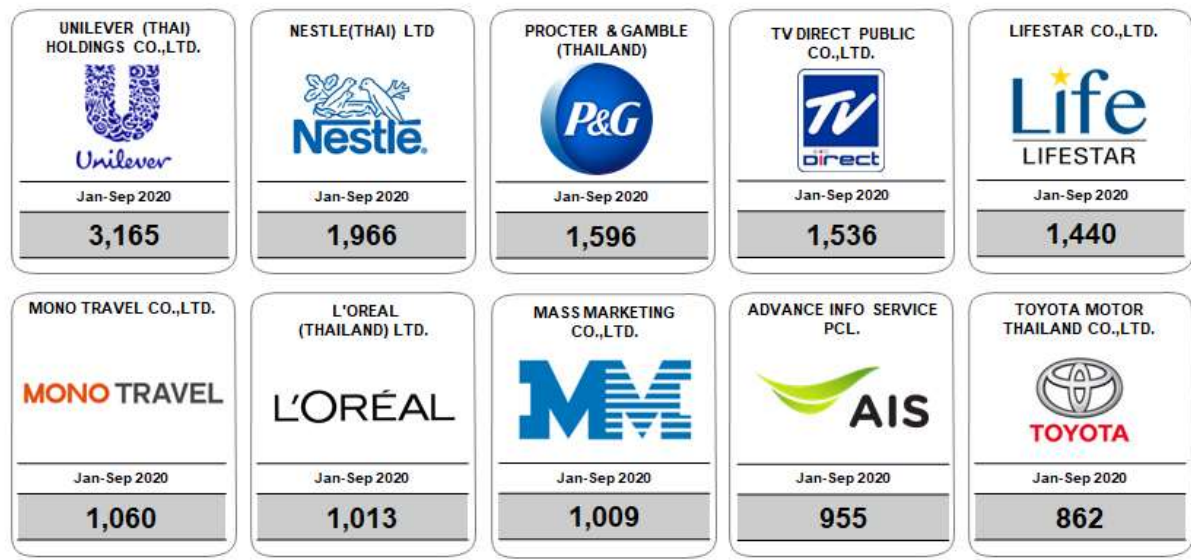 UNILEVER (THAI)
HOLDINGS CO.,LTD.
Unilever
Jan-Sep 2020
3,165
NESTLE(THAI) LTD
Nestlé
Jan-Sep 2020
1,966
PROCTER & GAMBLE
(THAILAND)
P&G
Jan-Sep 2020
1,596
TV DIRECT PUBLIC
CO.,LTD.
TV
Direct
Jan-Sep 2020
1,536
LIFESTAR CO.,LTD.
Life
LIFESTAR
Jan-Sep 2020
1,440
MONO TRAVEL CO.,LTD.
MONO TRAVEL
Jan-Sep 2020
1,060
L'OREAL
(THAILAND) LTD.
L'ORÉAL
Jan-Sep 2020
1,013
MASS MARKETING
CO.,LTD.
MM
Jan-Sep 2020
1,009
ADVANCE INFO SERVICE
PCL.
AIS
Jan-Sep 2020
955
TOYOTA MOTOR
THAILAND CO.,LTD.
TOYOTA
Jan-Sep 2020
862